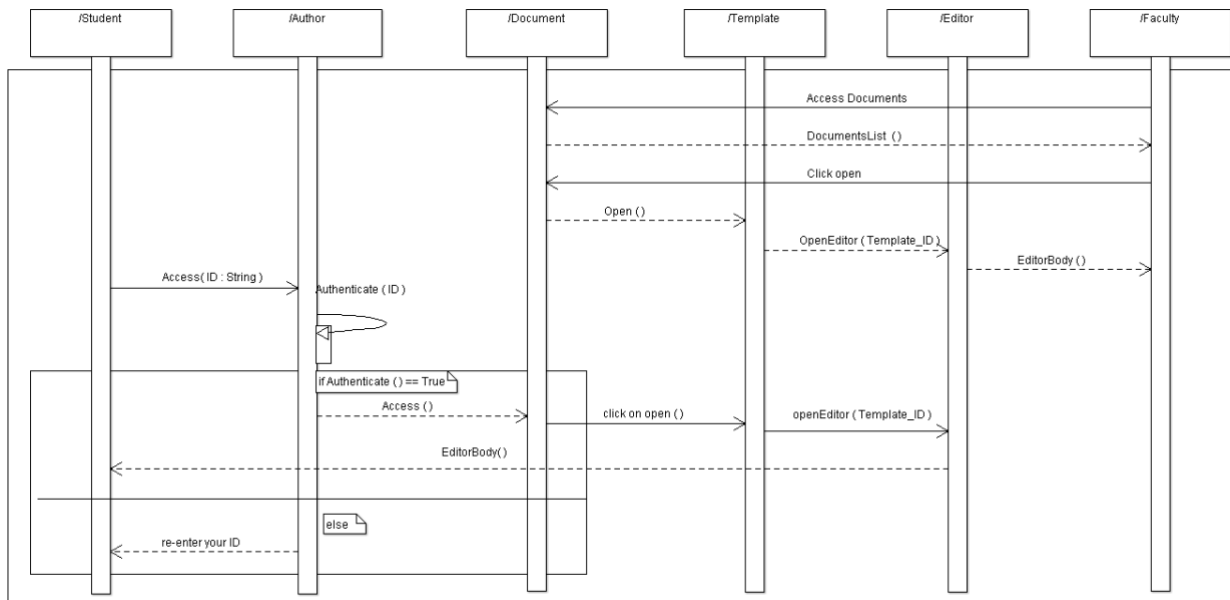 /Student
/Author
/Document
/Template
/Editor
/Faculty
Access Documents
DocumentsList ()
Click open
Open ()
OpenEditor ( Template_ID )
EditorBody ()
Access( ID : String )
Authenticate ( ID )
if Authenticate () == True
Access ()
click on open ()
openEditor ( Template_ID )
EditorBody()
else
re-enter your ID